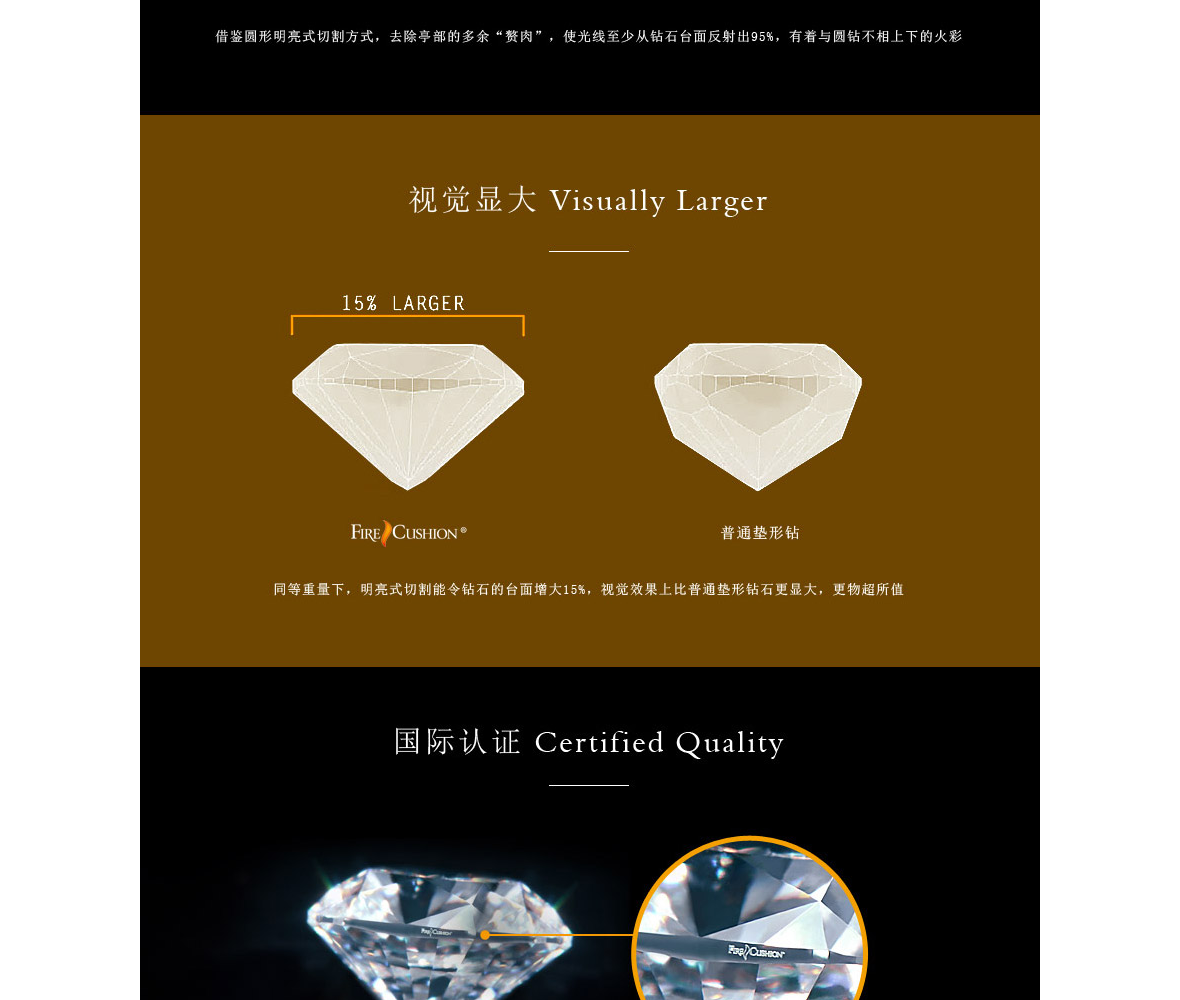 借鉴圆形明亮式切割方式，去除亭部的多余“赘肉”，使光线至少从钻石台面反射出95%，有着与圆钻不相上下的火彩
视觉显大 Visually Larger
15% LARGER
FIRE CUSHION ®
普通垫形钻
同等重量下，明亮式切割能令钻石的台面增大15%，视觉效果上比普通垫形钻石更显大，更物超所值
国际认证 Certified Quality
FIRE CUSHION
FIRE CUSHION™